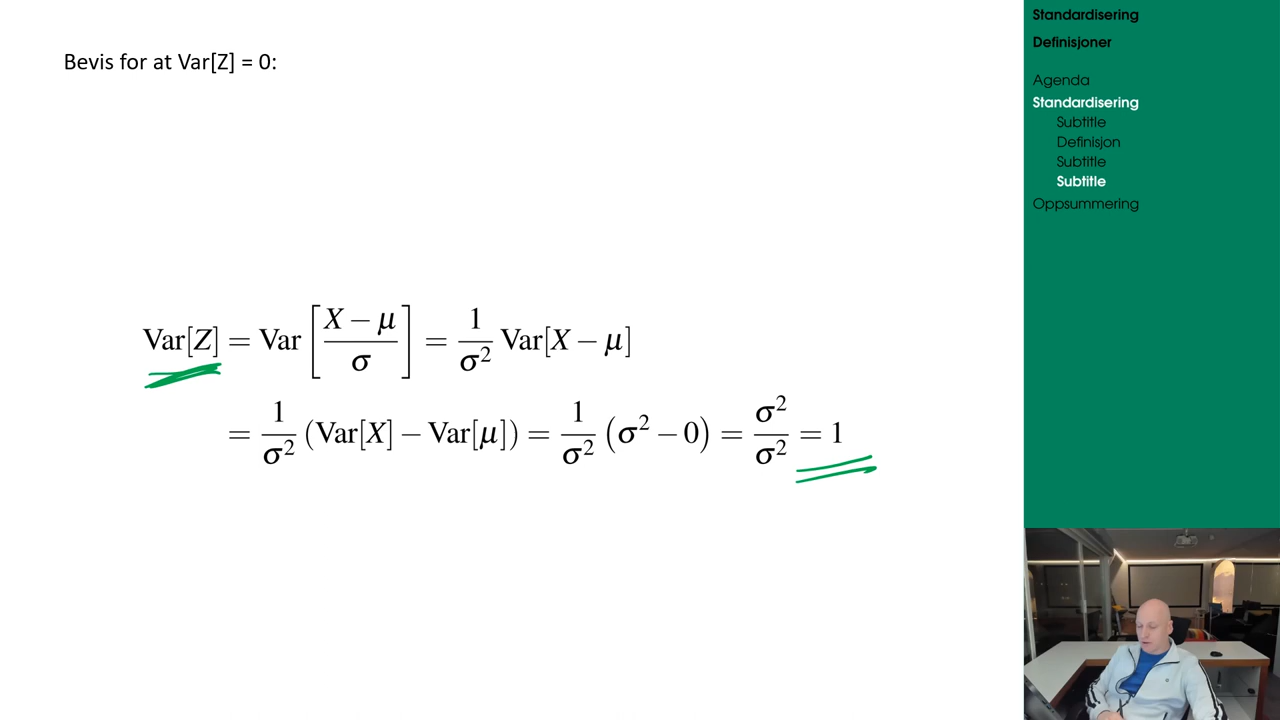 Bevis for at Var[Z] = 0:
Var[Z] = Var [ (X − μ) / σ ] = 1/σ² Var[X − μ]
= 1/σ² (Var[X] − Var[μ]) = 1/σ² (σ² − 0) = σ²/σ² = 1
Standardisering
Definisjoner
Agenda
Standardisering
Subtitle
Definisjon
Subtitle
Subtitle
Oppsummering